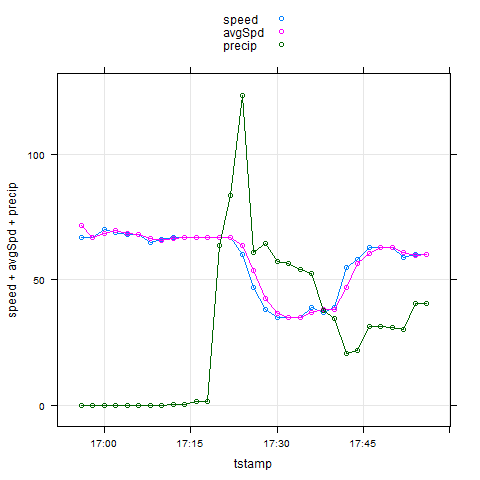 speed
avgSpd
precip
100
50
0
speed + avgSpd + precip
17:00 17:15 17:30 17:45
tstamp